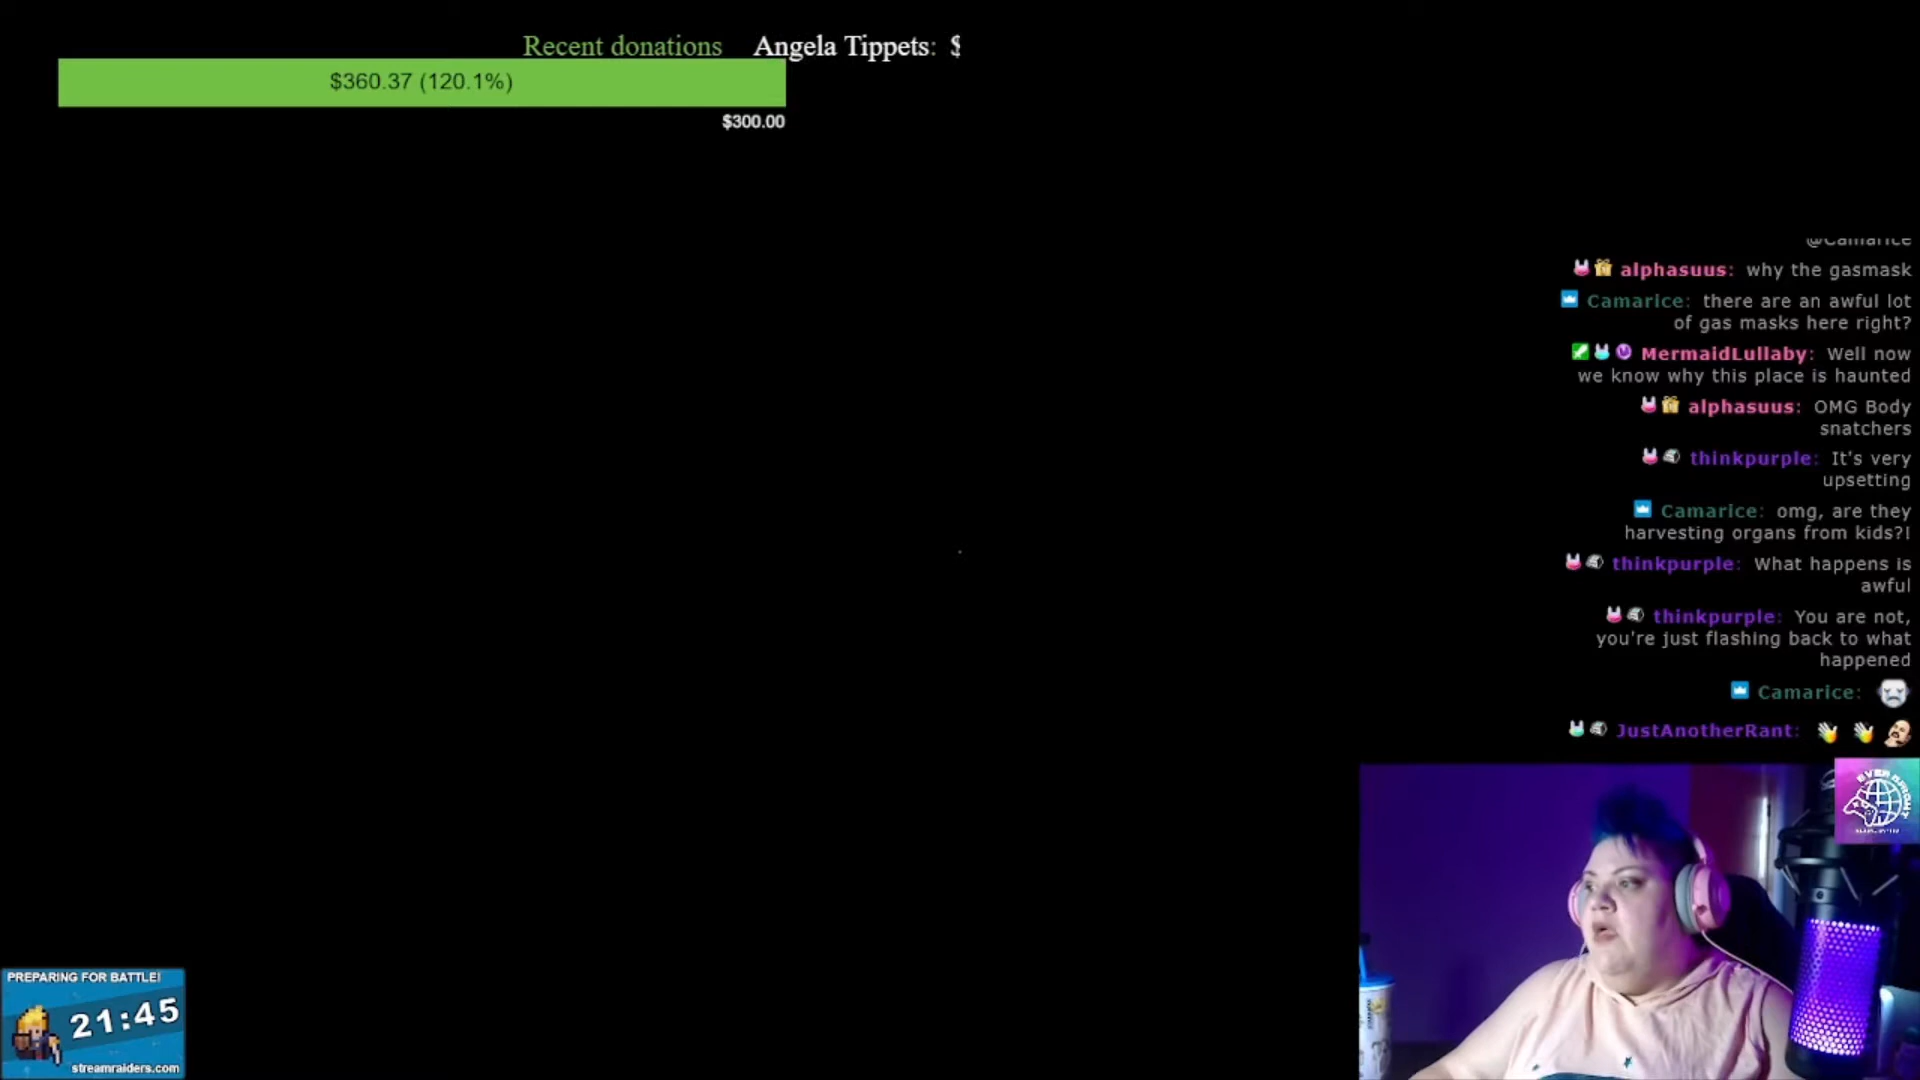 Recent donations Angela Tippets: $
$360.37 (120.1%)
$300.00
@Camarice
alphasuus: why the gasmask
Camarice: there are an awful lot
of gas masks here right?
MermaidLullaby: Well now
we know why this place is haunted
alphasuus: OMG Body
snatchers
thinkpurple: It's very
upsetting
Camarice: omg, are they
harvesting organs from kids?!
thinkpurple: What happens is
awful
thinkpurple: You are not,
you're just flashing back to what
happened
Camarice:
JustAnotherRant:
PREPARING FOR BATTLE!
21:45
streamraiders.com